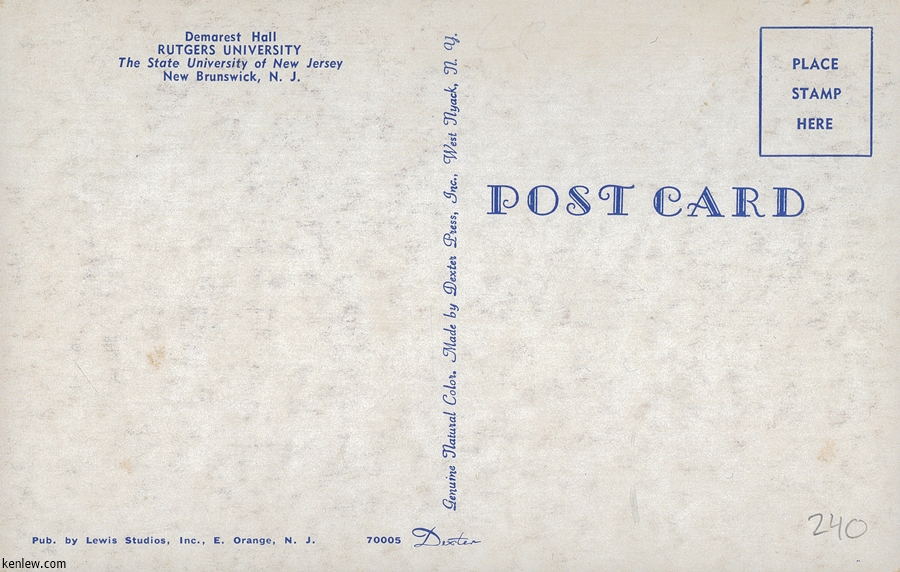 Demarest Hall
RUTGERS UNIVERSITY
The State University of New Jersey
New Brunswick, N. J.
Genuine Natural Color. Made by Dexter Press, Inc., West Nyack, N. Y.
PLACE
STAMP
HERE
POST CARD
Pub. by Lewis Studios, Inc., E. Orange, N. J.
70005 Dexter
240
kenlew.com